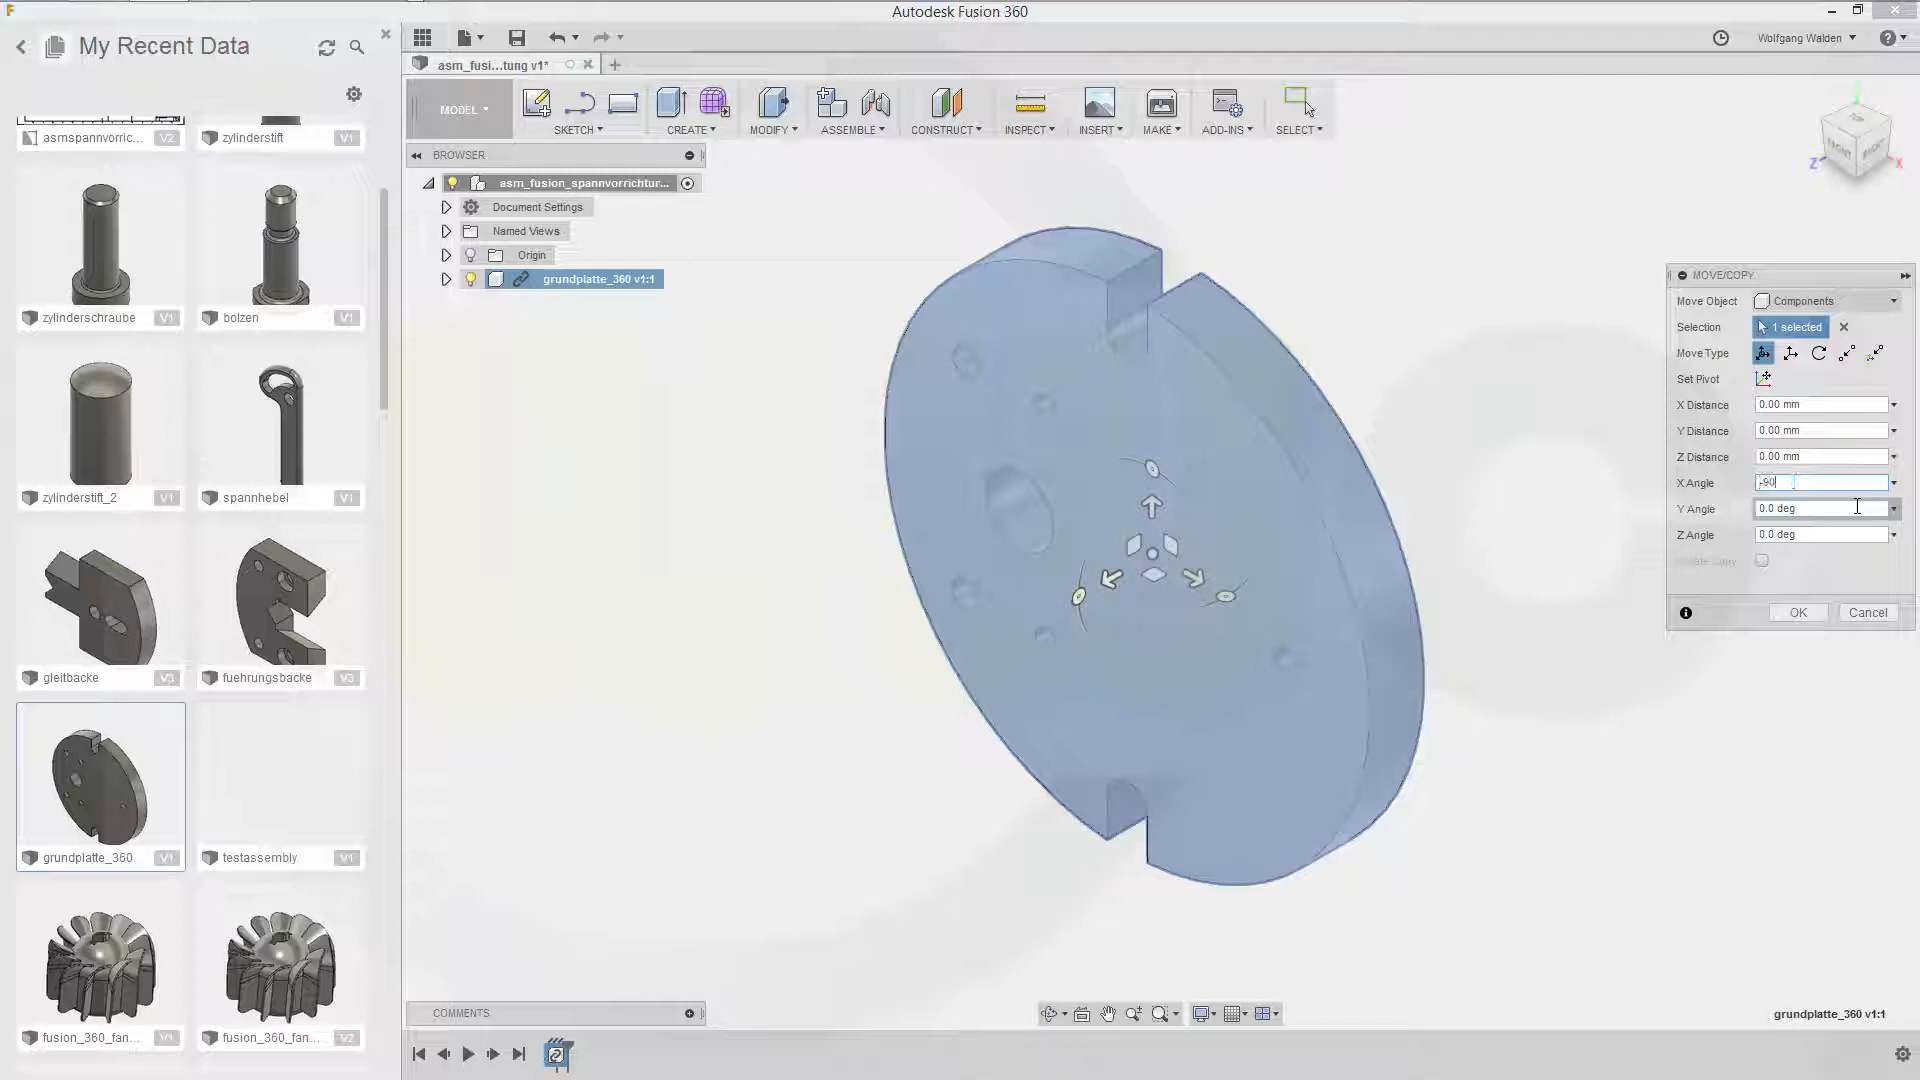 Autodesk Fusion 360
My Recent Data
Wolfgang Walden
asm_fusi...tung v1*
MODEL
SKETCH
CREATE
MODIFY
ASSEMBLE
CONSTRUCT
INSPECT
INSERT
MAKE
ADD-INS
SELECT
asmspannvorric...
V2
zylinderstift
V1
BROWSER
asm_fusion_spannvorrichtur...
Document Settings
Named Views
Origin
grundplatte_360 v1:1
FRONT
RIGHT
Z
X
zylinderschraube
V1
bolzen
V1
MOVE/COPY
Move Object
Components
Selection
1 selected
Move Type
Set Pivot
X Distance
0.00 mm
Y Distance
0.00 mm
Z Distance
0.00 mm
X Angle
-90
Y Angle
0.0 deg
Z Angle
0.0 deg
OK
Cancel
zylinderstift_2
V1
spannhebel
V1
gleitbacke
V3
fuehrungsbacke
V3
grundplatte_360
V1
testassembly
V1
fusion_360_fan...
V1
fusion_360_fan...
V2
COMMENTS
grundplatte_360 v1:1